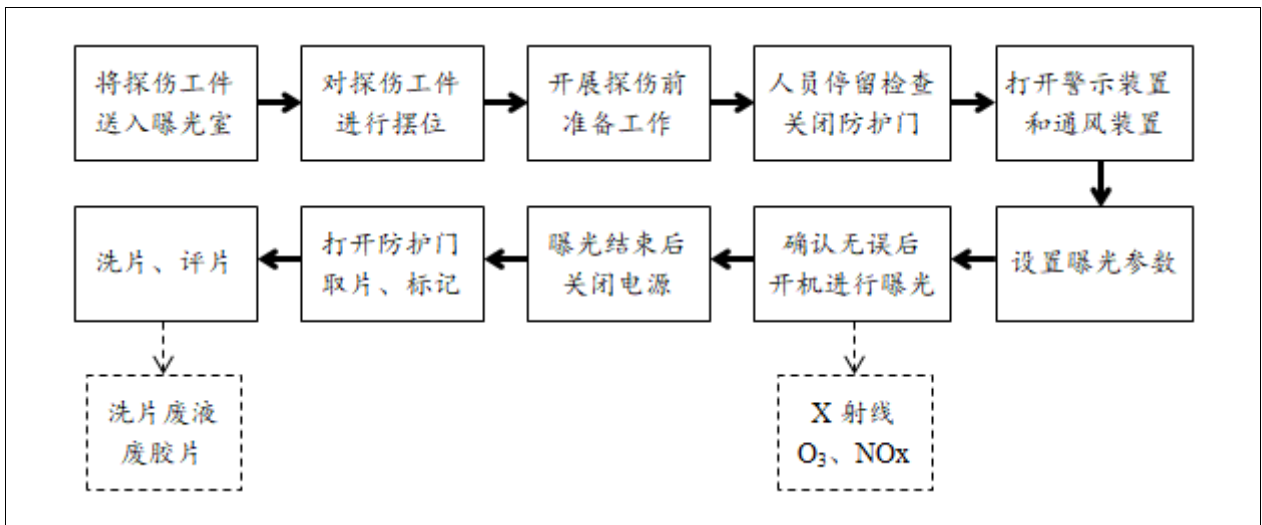 将探伤工件
送入曝光室
对探伤工件
进行摆位
开展探伤前
准备工作
人员停留检查
关闭防护门
打开警示装置
和通风装置
设置曝光参数
确认无误后
开机进行曝光
曝光结束后
关闭电源
打开防护门
取片、标记
洗片、评片
洗片废液
废胶片
X 射线
O₃、NOx